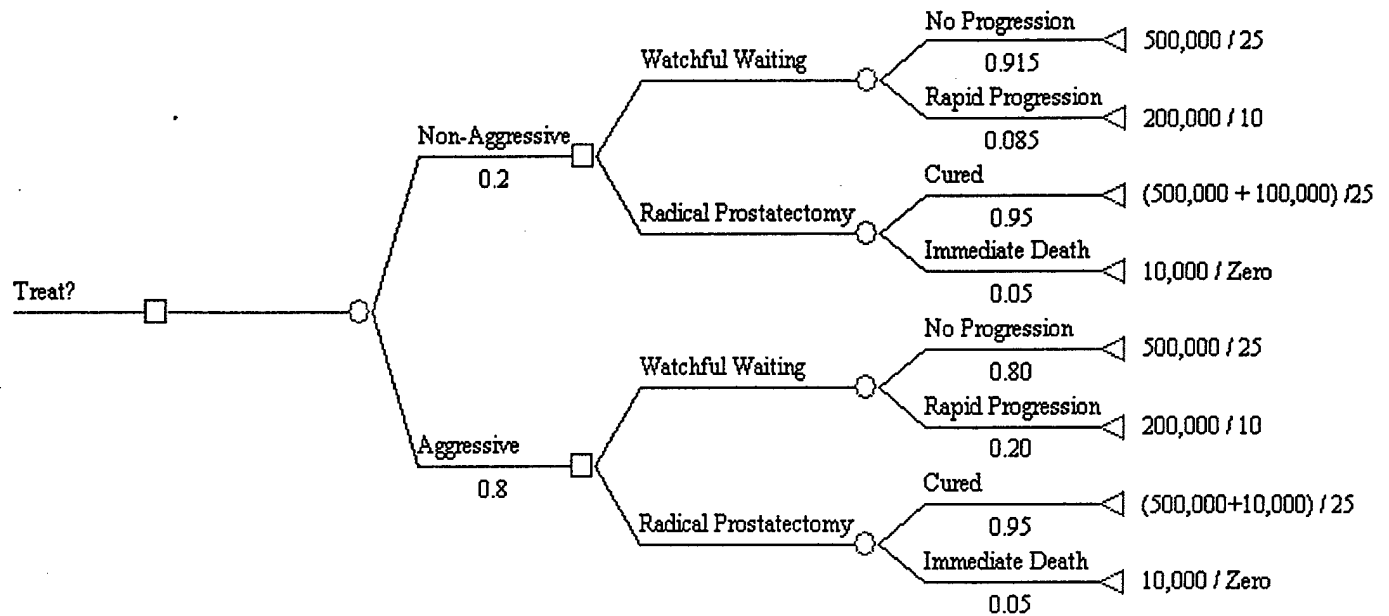 No Progression
500,000 / 25
Watchful Waiting
0.915
Rapid Progression
200,000 / 10
Non-Aggressive
0.085
0.2
Cured
(500,000 + 100,000) /25
Radical Prostatectomy
0.95
Immediate Death
10,000 / Zero
Treat?
0.05
No Progression
500,000 / 25
Watchful Waiting
0.80
Rapid Progression
200,000 / 10
Aggressive
0.20
0.8
Cured
(500,000+10,000) / 25
Radical Prostatectomy
0.95
Immediate Death
10,000 / Zero
0.05